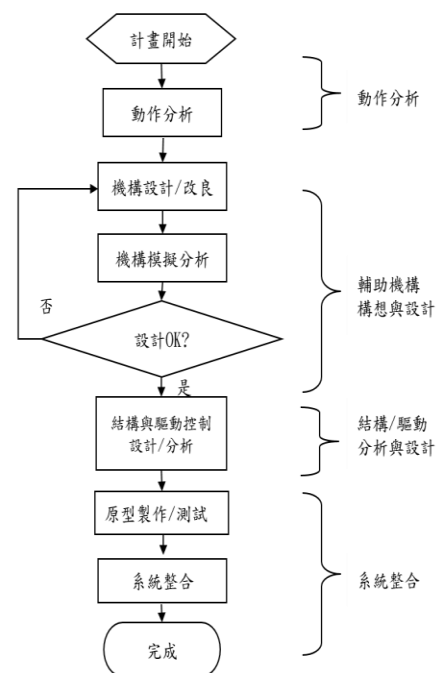 計畫開始
動作分析
動作分析
機構設計/改良
機構模擬分析
輔助機構
構想與設計
否
設計OK?
是
結構與驅動控制
設計/分析
結構/驅動
分析與設計
原型製作/測試
系統整合
系統整合
完成